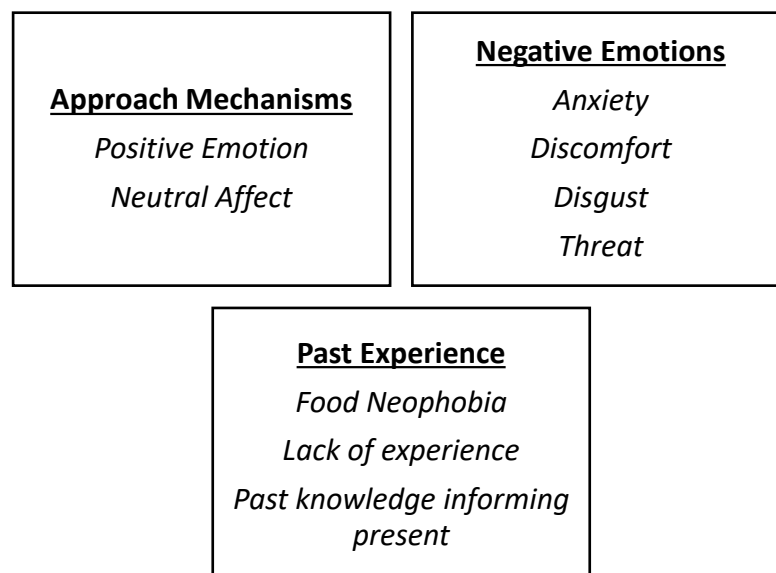 Approach Mechanisms
Positive Emotion
Neutral Affect
Negative Emotions
Anxiety
Discomfort
Disgust
Threat
Past Experience
Food Neophobia
Lack of experience
Past knowledge informing
present